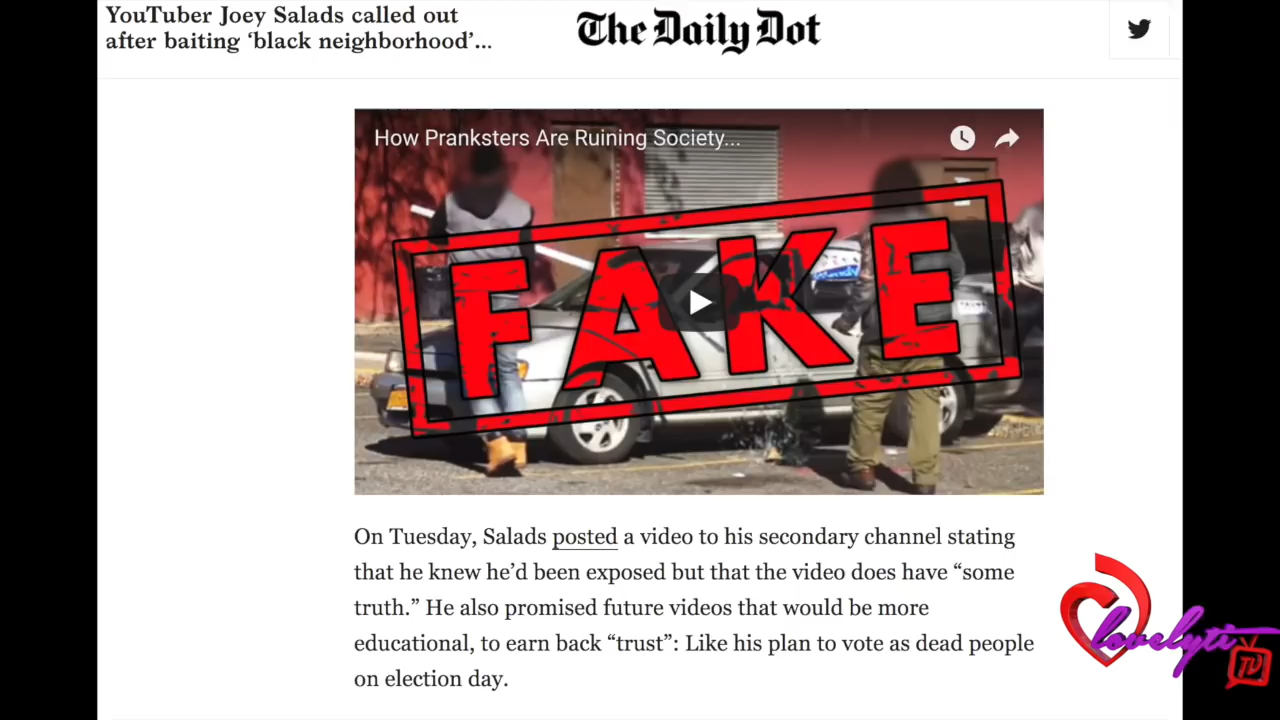 YouTuber Joey Salads called out
after baiting ‘black neighborhood’...
The Daily Dot
How Pranksters Are Ruining Society...
FAKE
On Tuesday, Salads posted a video to his secondary channel stating
that he knew he’d been exposed but that the video does have “some
truth.” He also promised future videos that would be more
educational, to earn back “trust”: Like his plan to vote as dead people
on election day.
lovelyti
TV